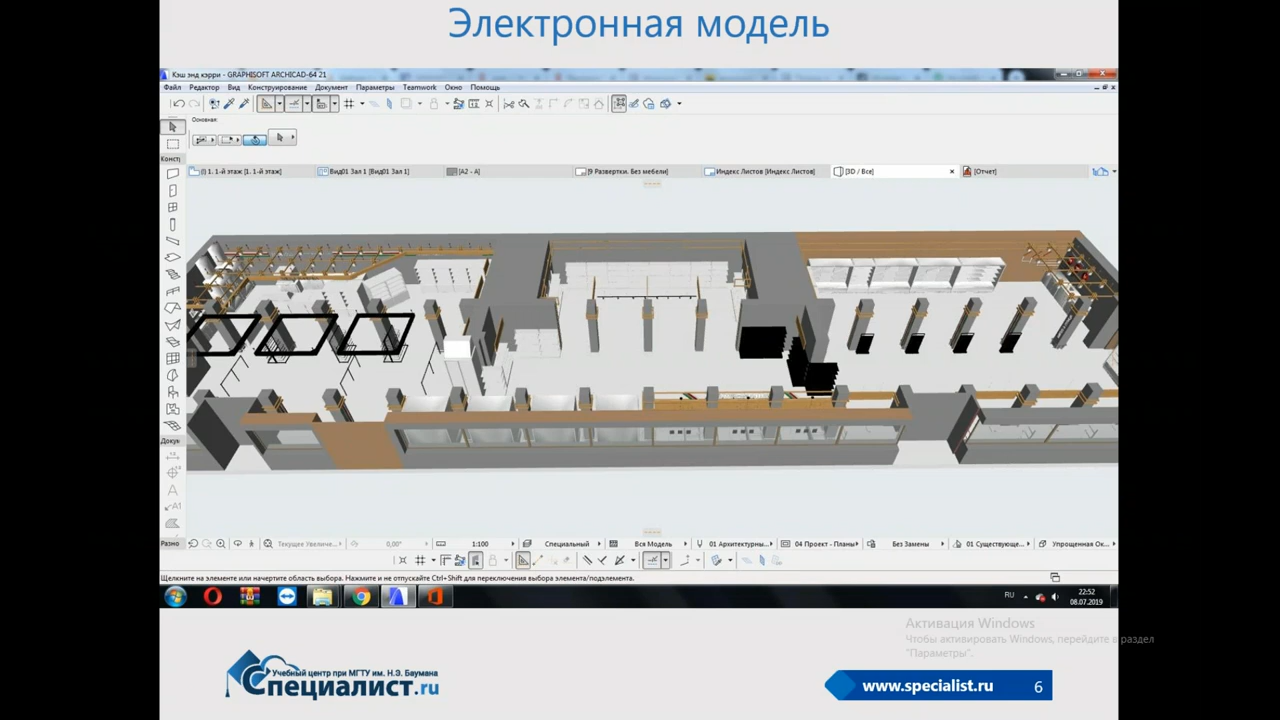 Электронная модель
Кэш энд кэрри - GRAPHISOFT ARCHICAD-64 21
Файл Редактор Вид Конструирование Документ Параметры Teamwork Окно Помощь
Основная:
Констр
(!) 1. 1-й этаж [1. 1-й этаж] Вид01 Зал 1 [Вид01 Зал 1] [A2 - A] [9 Развертки. Без мебели] Индекс Листов [Индекс Листов] [3D / Все] [Отчет]
Докум
A
A1
Разно
Текущее Увеличе... 0,00° 1:100 Специальный Вся Модель 01 Архитектурны... 04 Проект - Планы Без Замены 01 Существующе... Упрощенная Ок...
Щелкните на элементе или начертите область выбора. Нажмите и не отпускайте Ctrl+Shift для переключения выбора элемента/подэлемента.
RU 22:52
08.07.2019
Активация Windows
Чтобы активировать Windows, перейдите в раздел
"Параметры".
Учебный центр при МГТУ им. Н.Э. Баумана
Специалист.ru
www.specialist.ru 6